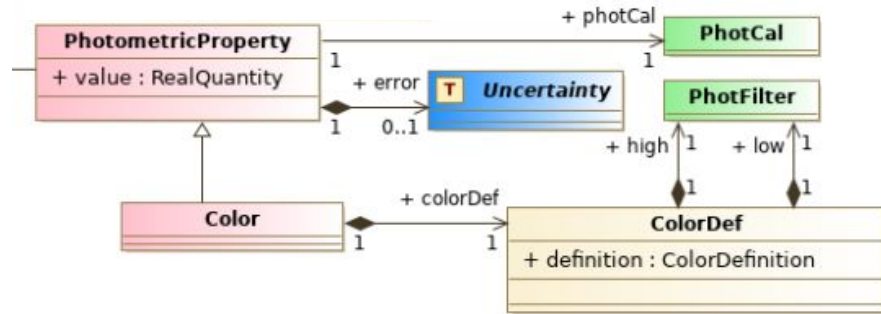 + photCal
PhotometricProperty
PhotCal
+ value : RealQuantity
1
1
+ error
T
Uncertainty
PhotFilter
1
0..1
+ high
1
+ low
1
+ colorDef
1
1
Color
ColorDef
1
1
+ definition : ColorDefinition